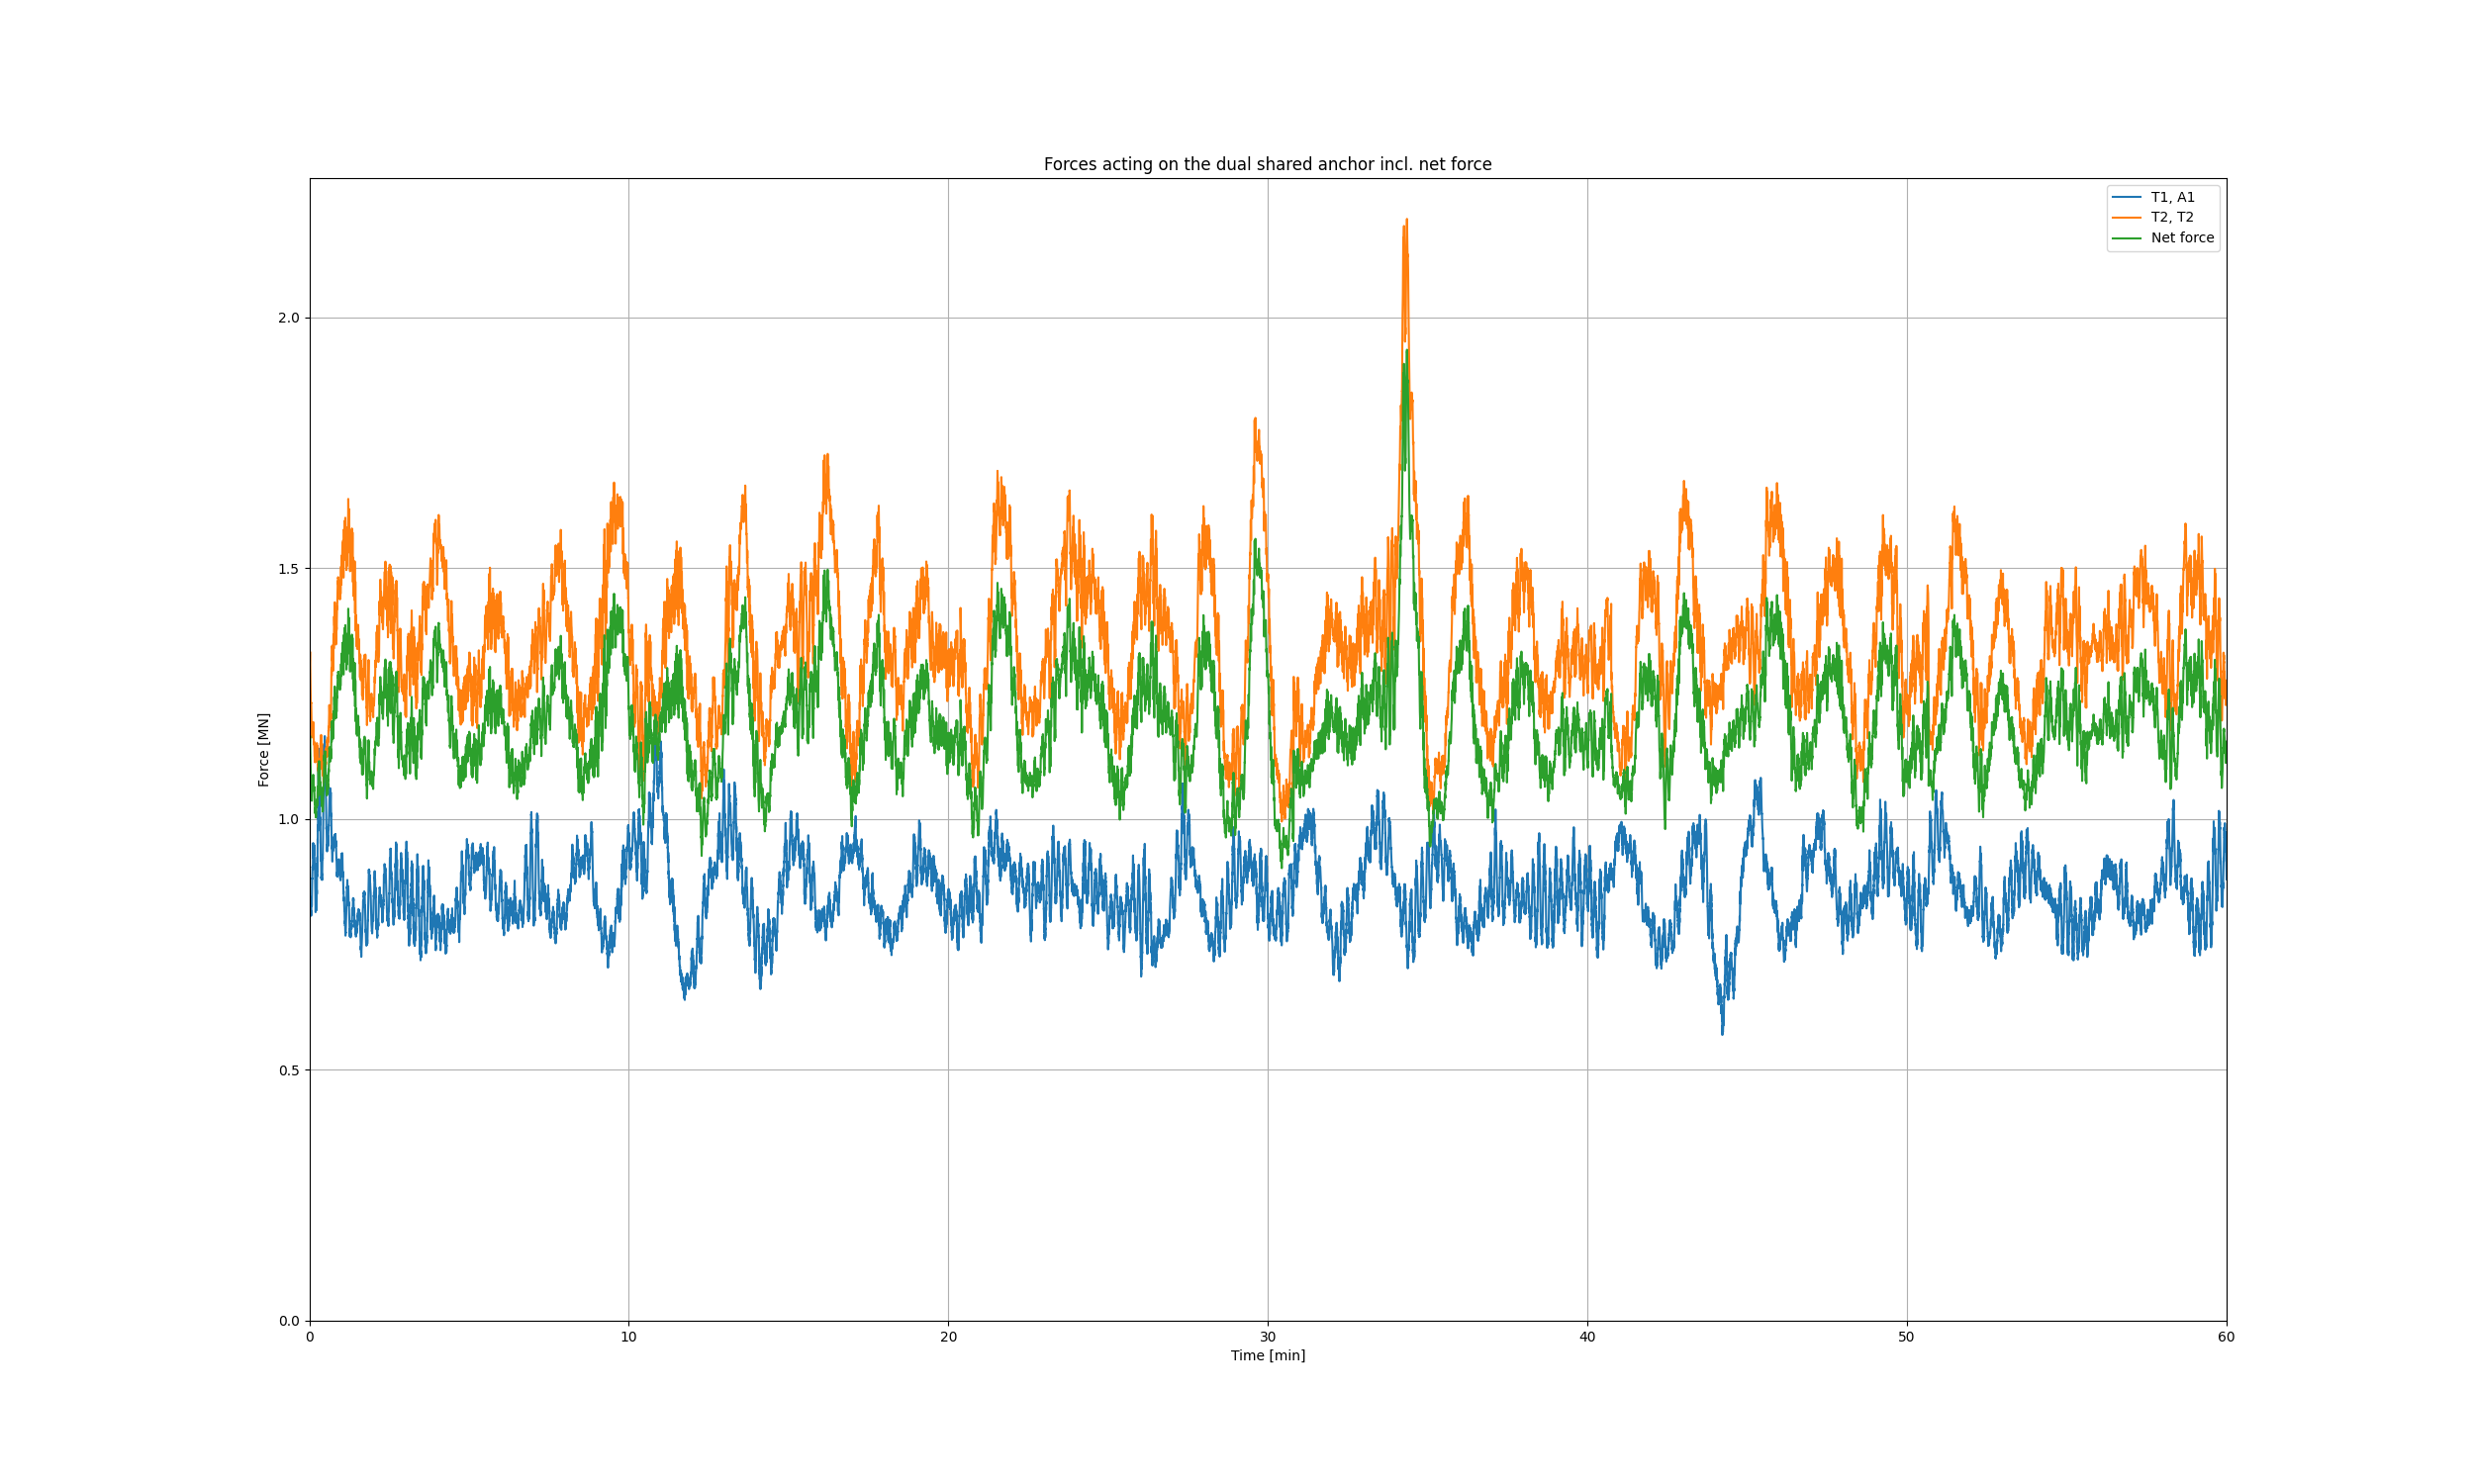 Forces acting on the dual shared anchor incl. net force
T1, A1
T2, T2
Net force
Force [MN]
2.0
1.5
1.0
0.5
0.0
0 10 20 30 40 50 60
Time [min]